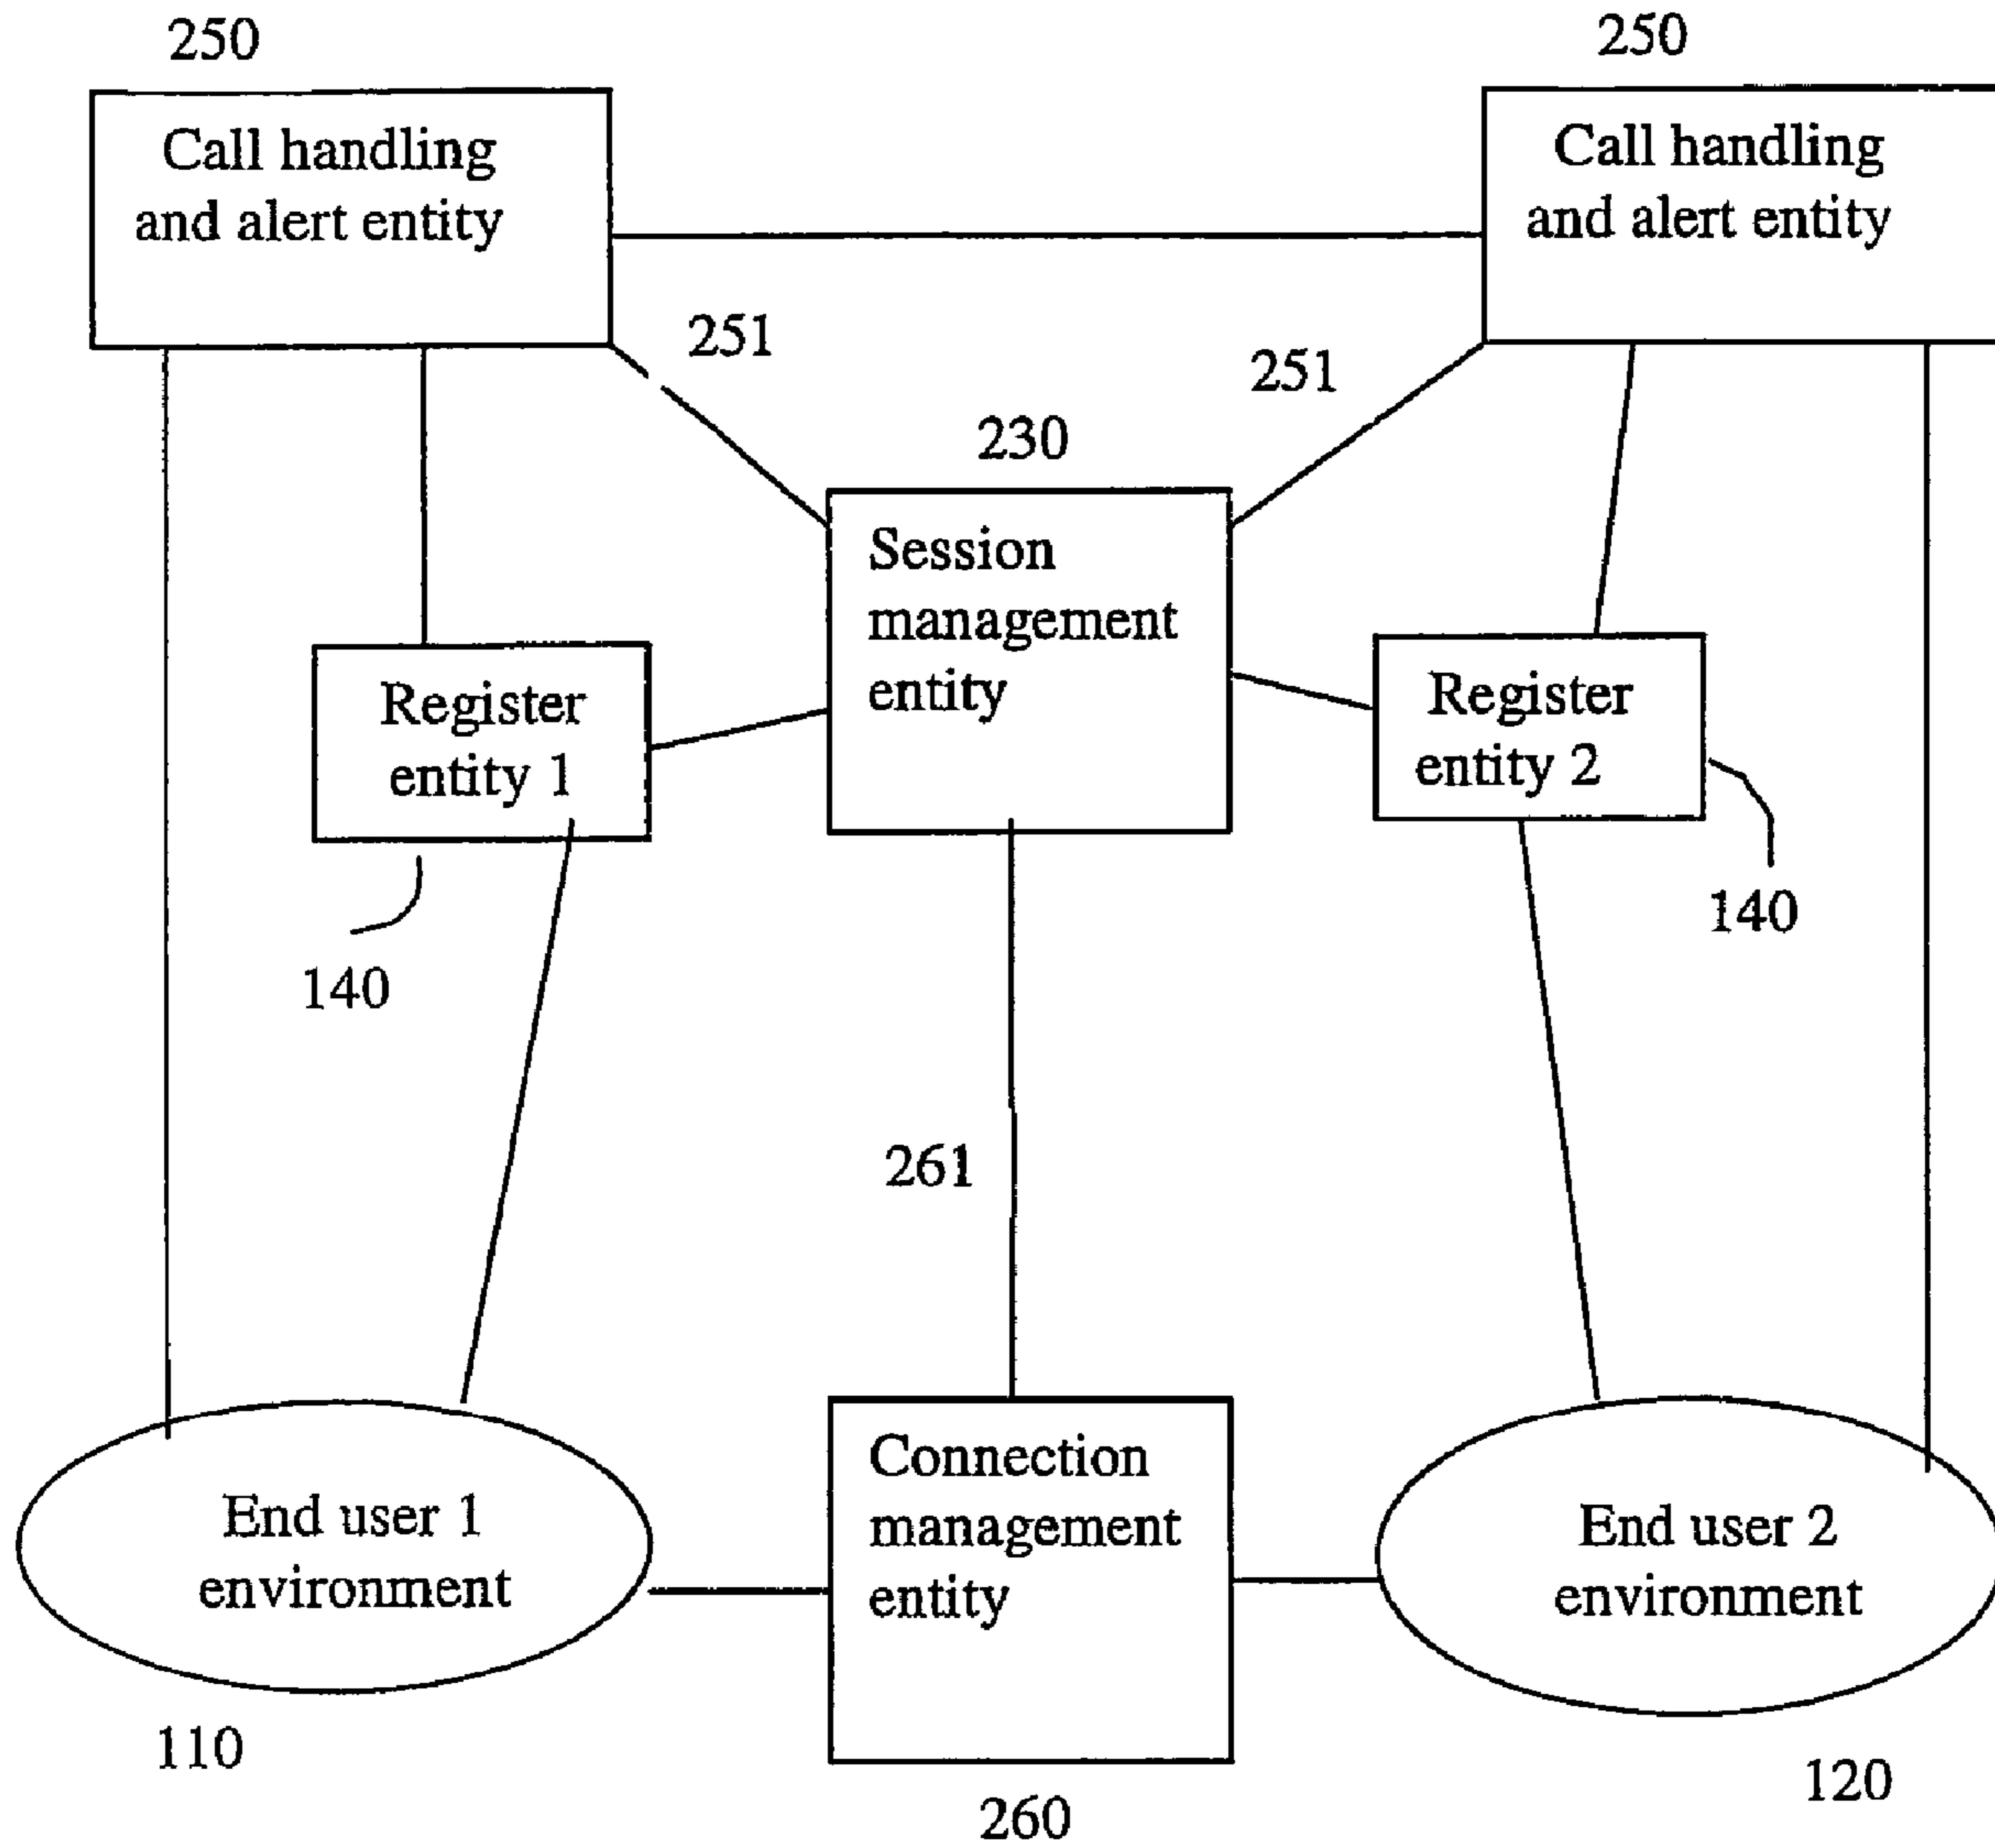 250
250
Call handling
and alert entity
Call handling
and alert entity
251
251
230
Session
management
entity
Register
entity 1
Register
entity 2
140
140
261
End user 1
environment
Connection
management
entity
End user 2
environment
110
120
260